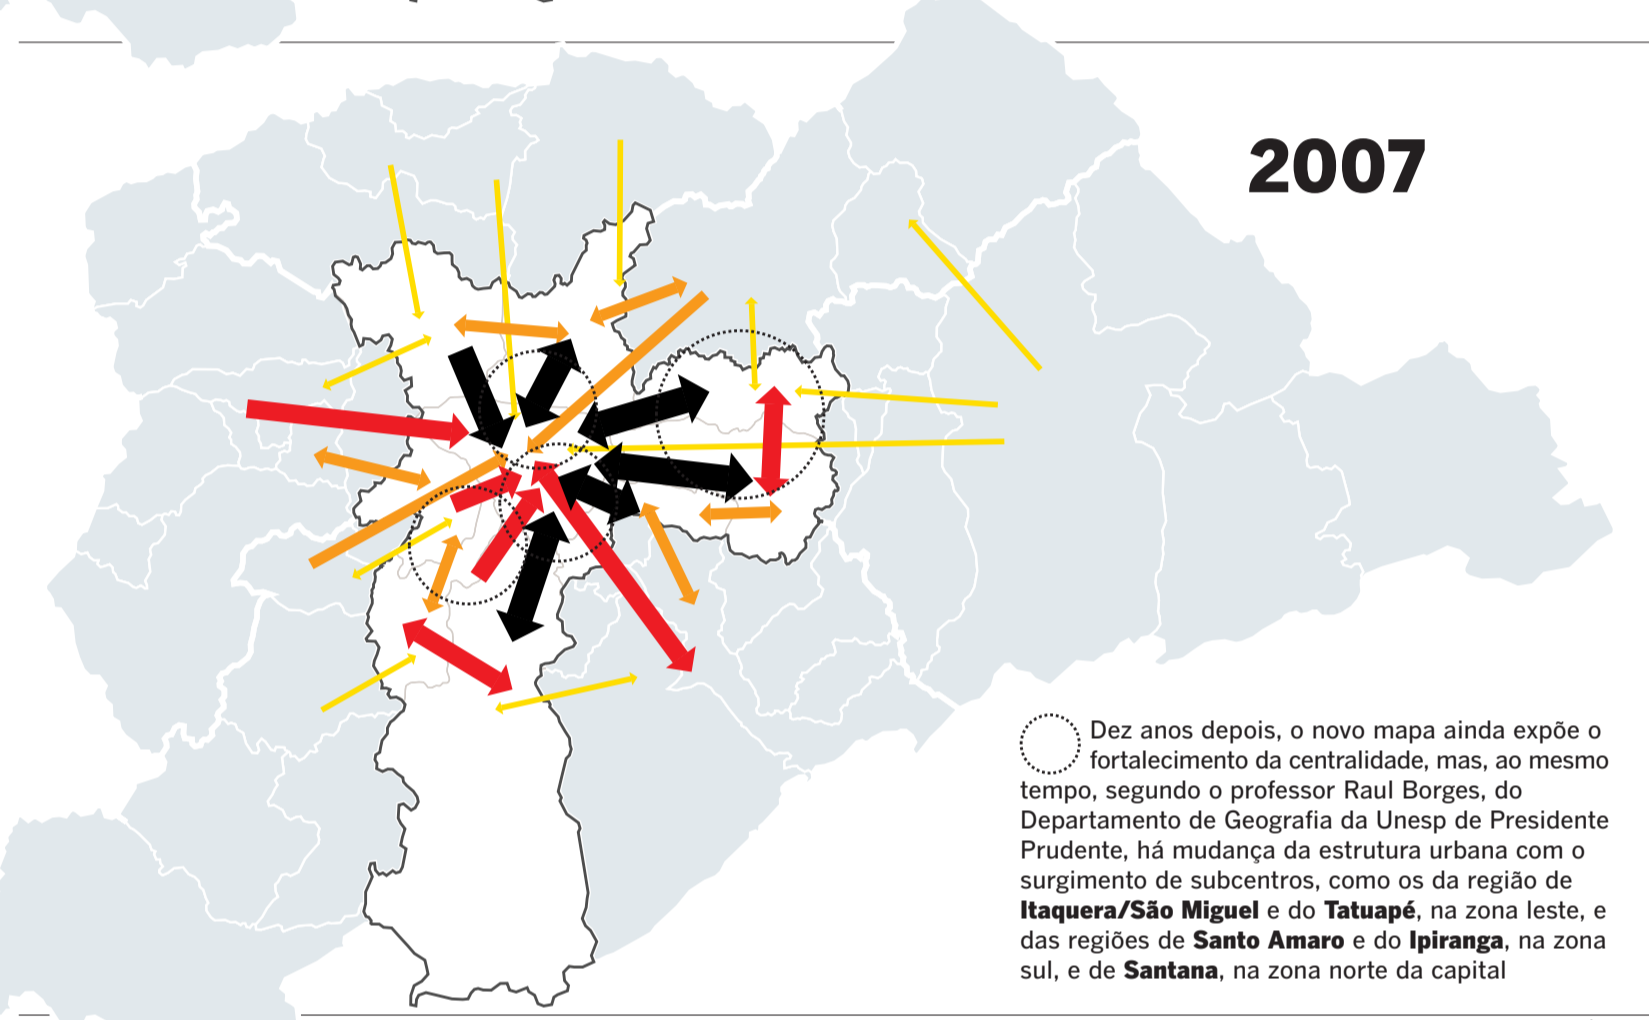 2007
Dez anos depois, o novo mapa ainda expõe o
fortalecimento da centralidade, mas, ao mesmo
tempo, segundo o professor Raul Borges, do
Departamento de Geografia da Unesp de Presidente
Prudente, há mudança da estrutura urbana com o
surgimento de subcentros, como os da região de
Itaquera/São Miguel e do Tatuapé, na zona leste, e
das regiões de Santo Amaro e do Ipiranga, na zona
sul, e de Santana, na zona norte da capital